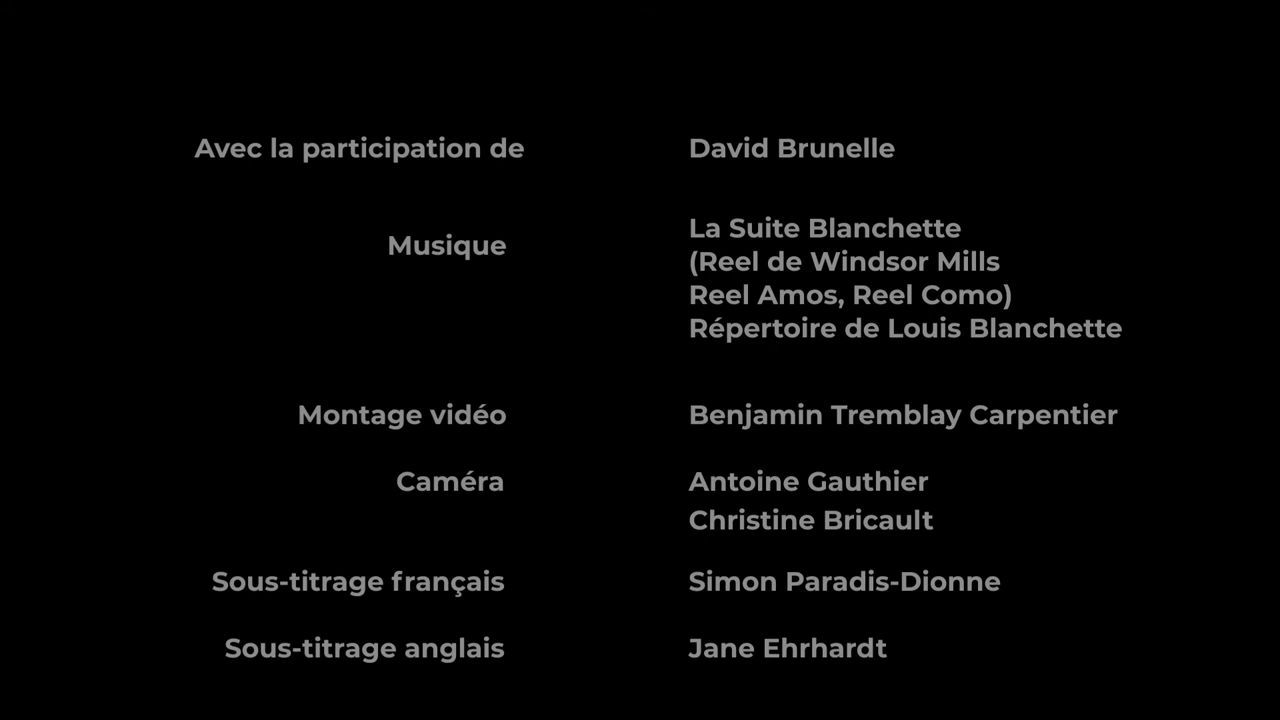 Avec la participation de David Brunelle
Musique La Suite Blanchette
(Reel de Windsor Mills
Reel Amos, Reel Como)
Répertoire de Louis Blanchette
Montage vidéo Benjamin Tremblay Carpentier
Caméra Antoine Gauthier
Christine Bricault
Sous-titrage français Simon Paradis-Dionne
Sous-titrage anglais Jane Ehrhardt